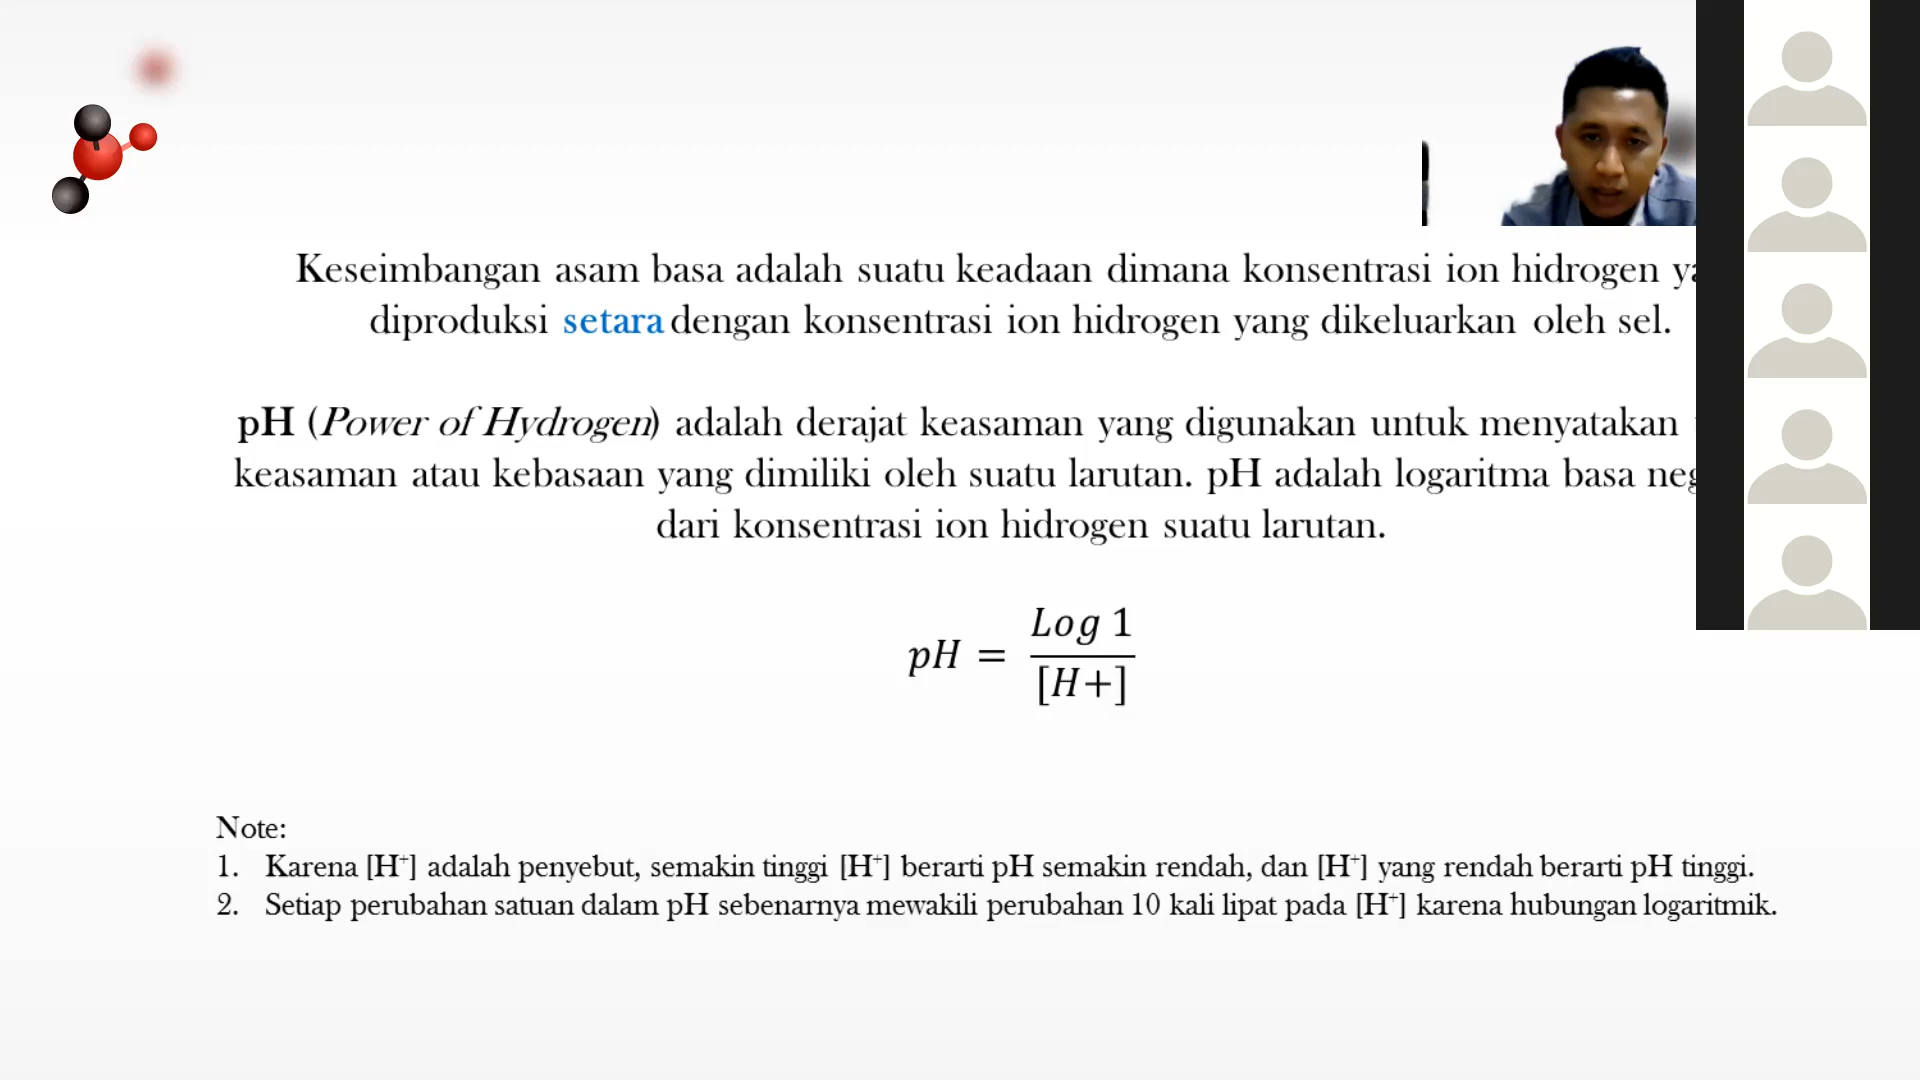 Keseimbangan asam basa adalah suatu keadaan dimana konsentrasi ion hidrogen
diproduksi setara dengan konsentrasi ion hidrogen yang dikeluarkan oleh sel.
pH (Power of Hydrogen) adalah derajat keasaman yang digunakan untuk menyatakan
keasaman atau kebasaan yang dimiliki oleh suatu larutan. pH adalah logaritma basa
dari konsentrasi ion hidrogen suatu larutan.
pH = Log 1
[H+]
Note:
1. Karena [H⁺] adalah penyebut, semakin tinggi [H⁺] berarti pH semakin rendah, dan [H⁺] yang rendah berarti pH tinggi.
2. Setiap perubahan satuan dalam pH sebenarnya mewakili perubahan 10 kali lipat pada [H⁺] karena hubungan logaritmik.